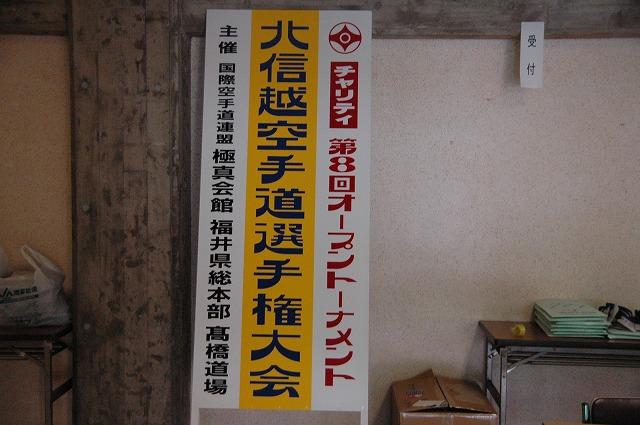 チャリティ 第8回オープントーナメント
北信越空手道選手権大会
主催 国際空手道連盟 極真会館 福井県総本部 髙橋道場
受付